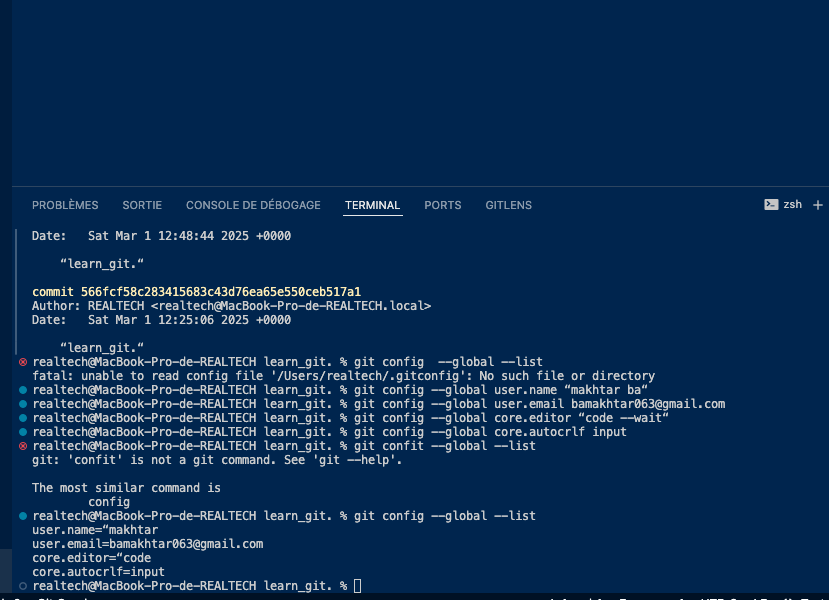 PROBLÈMES SORTIE CONSOLE DE DÉBOGAGE TERMINAL PORTS GITLENS zsh +
Date:   Sat Mar 1 12:48:44 2025 +0000
“learn_git.“
commit 566fcf58c283415683c43d76ea65e550ceb517a1
Author: REALTECH <realtech@MacBook-Pro-de-REALTECH.local>
Date:   Sat Mar 1 12:25:06 2025 +0000
“learn_git.“
realtech@MacBook-Pro-de-REALTECH learn_git. % git config  --global --list
fatal: unable to read config file '/Users/realtech/.gitconfig': No such file or directory
realtech@MacBook-Pro-de-REALTECH learn_git. % git config --global user.name “makhtar ba“
realtech@MacBook-Pro-de-REALTECH learn_git. % git config --global user.email bamakhtar063@gmail.com
realtech@MacBook-Pro-de-REALTECH learn_git. % git config --global core.editor “code --wait“
realtech@MacBook-Pro-de-REALTECH learn_git. % git config --global core.autocrlf input
realtech@MacBook-Pro-de-REALTECH learn_git. % git confit --global --list
git: 'confit' is not a git command. See 'git --help'.
The most similar command is
config
realtech@MacBook-Pro-de-REALTECH learn_git. % git config --global --list
user.name=“makhtar
user.email=bamakhtar063@gmail.com
core.editor=“code
core.autocrlf=input
realtech@MacBook-Pro-de-REALTECH learn_git. %